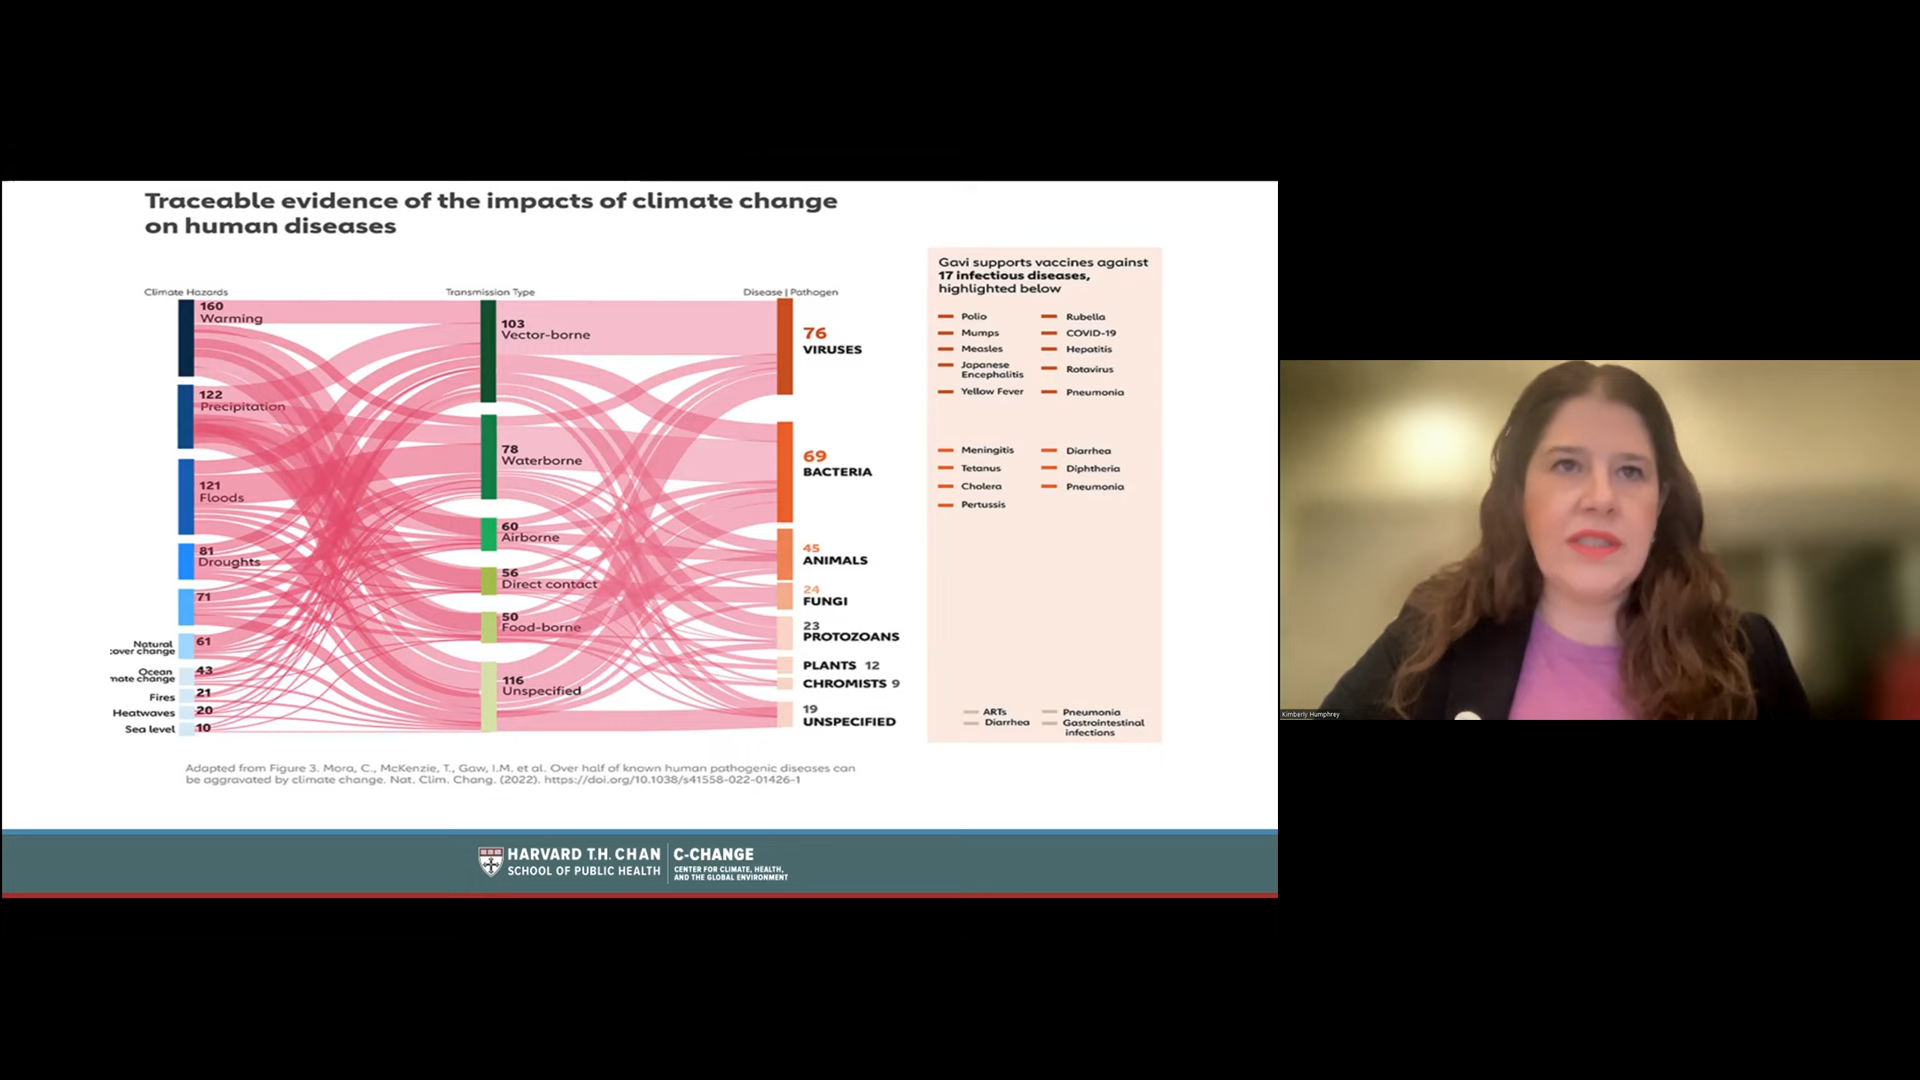 Traceable evidence of the impacts of climate change
on human diseases
Climate Hazards
Transmission Type
Disease | Pathogen
160
Warming
122
Precipitation
121
Floods
81
Droughts
71
Natural
cover change
61
Ocean
mate change
43
Fires
21
Heatwaves
20
Sea level
10
103
Vector-borne
78
Waterborne
60
Airborne
56
Direct contact
50
Food-borne
116
Unspecified
76
VIRUSES
69
BACTERIA
45
ANIMALS
24
FUNGI
23
PROTOZOANS
PLANTS 12
CHROMISTS 9
19
UNSPECIFIED
Gavi supports vaccines against
17 infectious diseases,
highlighted below
Polio
Rubella
Mumps
COVID-19
Measles
Hepatitis
Japanese
Encephalitis
Rotavirus
Yellow Fever
Pneumonia
Meningitis
Diarrhea
Tetanus
Diphtheria
Cholera
Pneumonia
Pertussis
ARTs
Pneumonia
Diarrhea
Gastrointestinal
infections
Adapted from Figure 3. Mora, C., McKenzie, T., Gaw, I.M. et al. Over half of known human pathogenic diseases can
be aggravated by climate change. Nat. Clim. Chang. (2022). https://doi.org/10.1038/s41558-022-01426-1
HARVARD T.H. CHAN
SCHOOL OF PUBLIC HEALTH
C-CHANGE
CENTER FOR CLIMATE, HEALTH,
AND THE GLOBAL ENVIRONMENT
Kimberly Humphrey